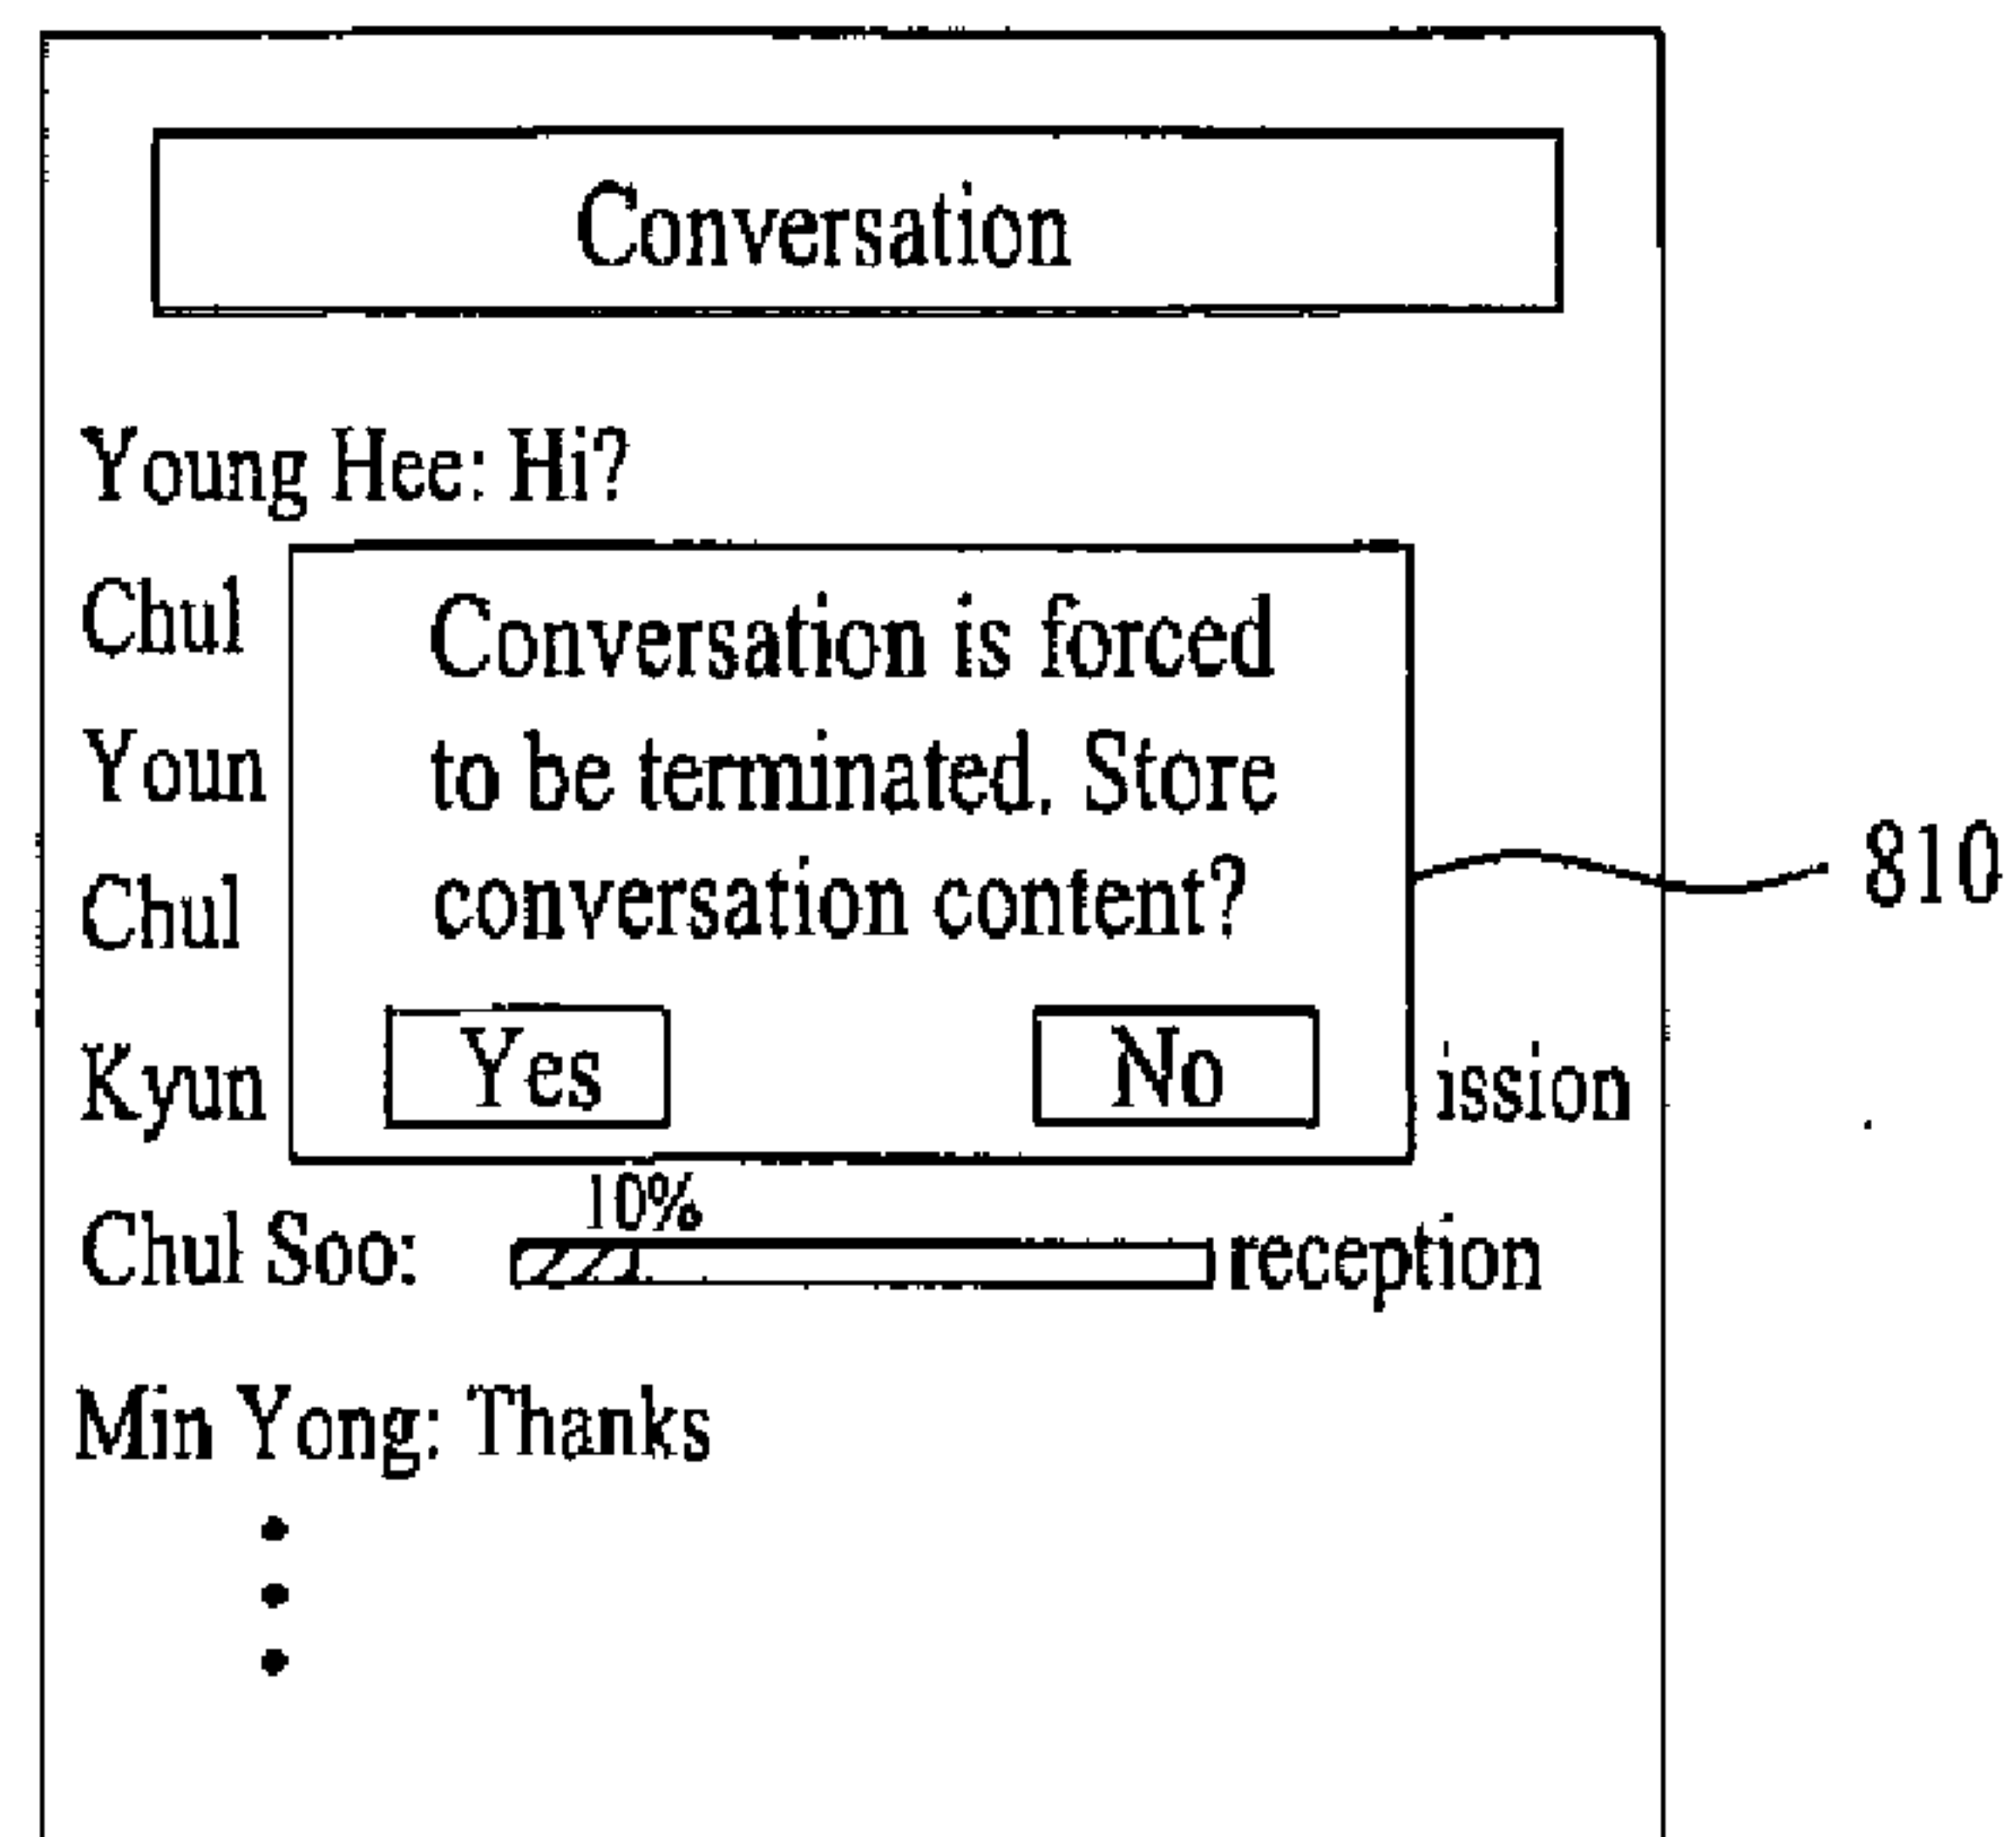 Conversation
Young Hee: Hi?
Chul
Conversation is forced
Youn
to be terminated. Store
810
Chul
conversation content?
Kyun
Yes
No
ission
10%
Chul Soo:
reception
Min Yong: Thanks